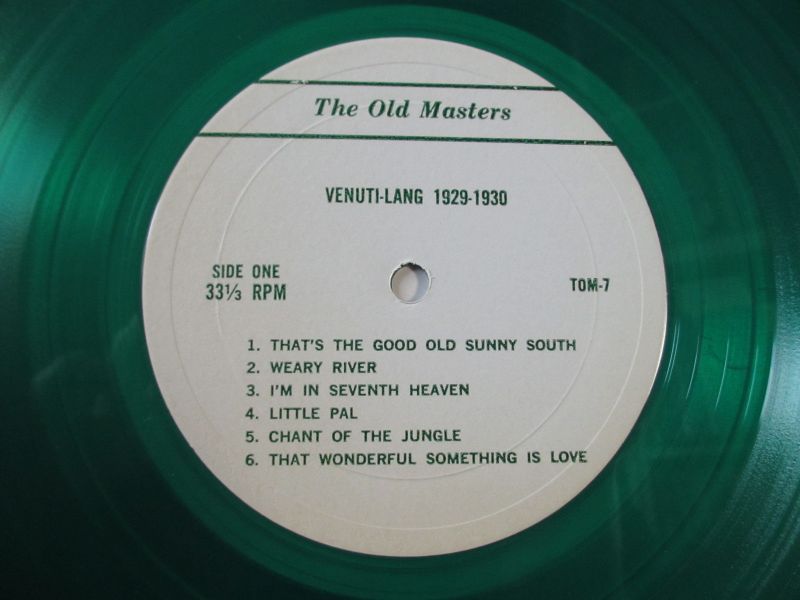 The Old Masters
VENUTI-LANG 1929-1930
SIDE ONE
33⅓ RPM
TOM-7
1. THAT'S THE GOOD OLD SUNNY SOUTH
2. WEARY RIVER
3. I'M IN SEVENTH HEAVEN
4. LITTLE PAL
5. CHANT OF THE JUNGLE
6. THAT WONDERFUL SOMETHING IS LOVE